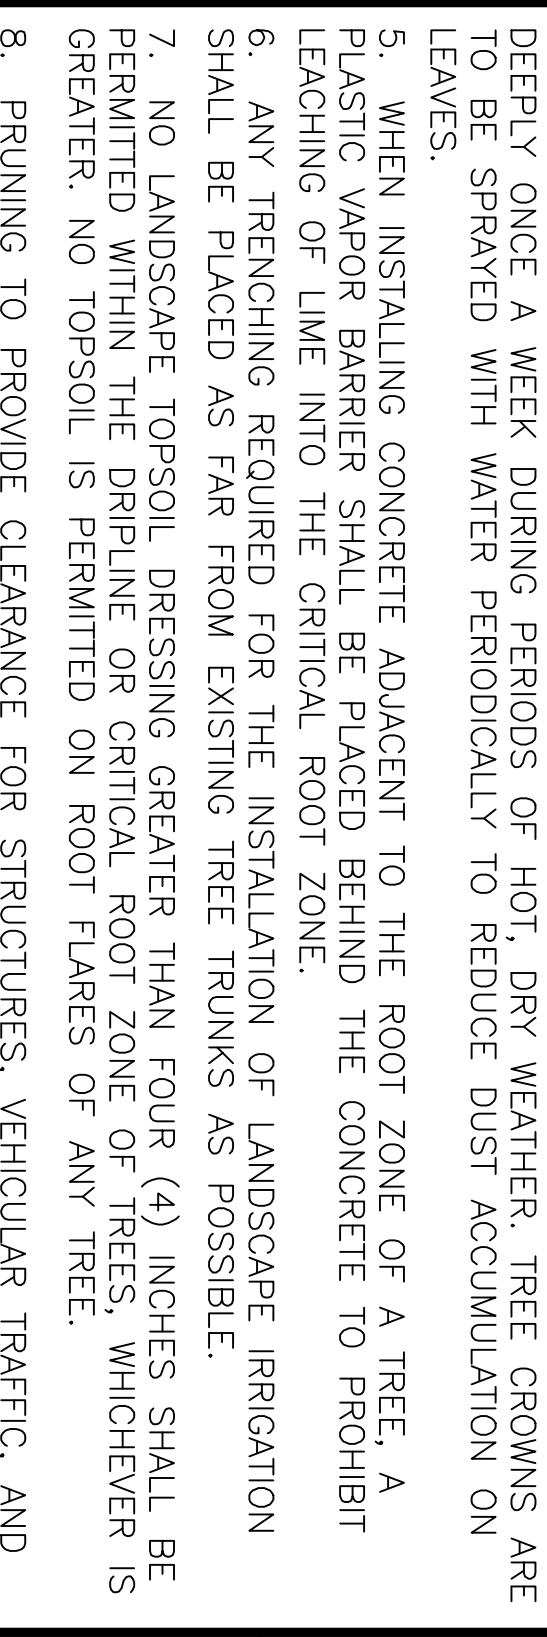 DEEPLY ONCE A WEEK DURING PERIODS OF HOT, DRY WEATHER. TREE CROWNS ARE
TO BE SPRAYED WITH WATER PERIODICALLY TO REDUCE DUST ACCUMULATION ON
LEAVES.
5. WHEN INSTALLING CONCRETE ADJACENT TO THE ROOT ZONE OF A TREE, A
PLASTIC VAPOR BARRIER SHALL BE PLACED BEHIND THE CONCRETE TO PROHIBIT
LEACHING OF LIME INTO THE CRITICAL ROOT ZONE.
6. ANY TRENCHING REQUIRED FOR THE INSTALLATION OF LANDSCAPE IRRIGATION
SHALL BE PLACED AS FAR FROM EXISTING TREE TRUNKS AS POSSIBLE.
7. NO LANDSCAPE TOPSOIL DRESSING GREATER THAN FOUR (4) INCHES SHALL BE
PERMITTED WITHIN THE DRIPLINE OR CRITICAL ROOT ZONE OF TREES, WHICHEVER IS
GREATER. NO TOPSOIL IS PERMITTED ON ROOT FLARES OF ANY TREE.
8. PRUNING TO PROVIDE CLEARANCE FOR STRUCTURES, VEHICULAR TRAFFIC, AND